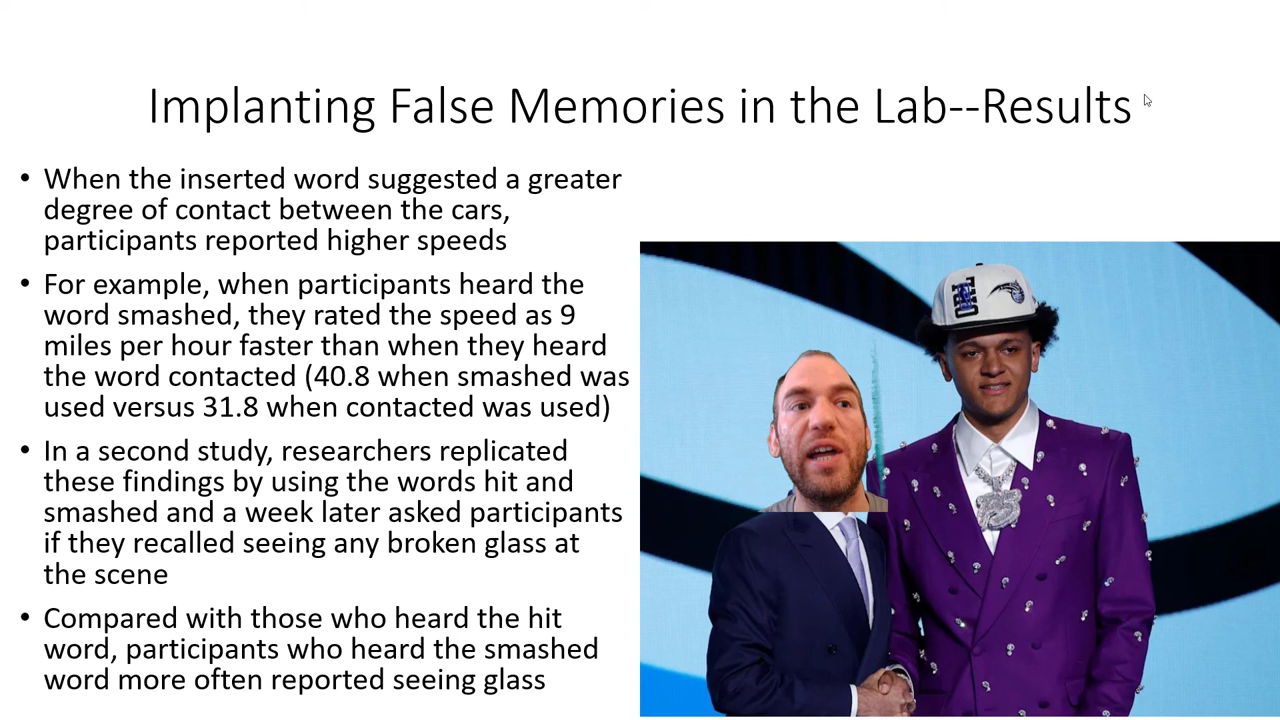 Implanting False Memories in the Lab--Results
• When the inserted word suggested a greater
degree of contact between the cars,
participants reported higher speeds
• For example, when participants heard the
word smashed, they rated the speed as 9
miles per hour faster than when they heard
the word contacted (40.8 when smashed was
used versus 31.8 when contacted was used)
• In a second study, researchers replicated
these findings by using the words hit and
smashed and a week later asked participants
if they recalled seeing any broken glass at
the scene
• Compared with those who heard the hit
word, participants who heard the smashed
word more often reported seeing glass